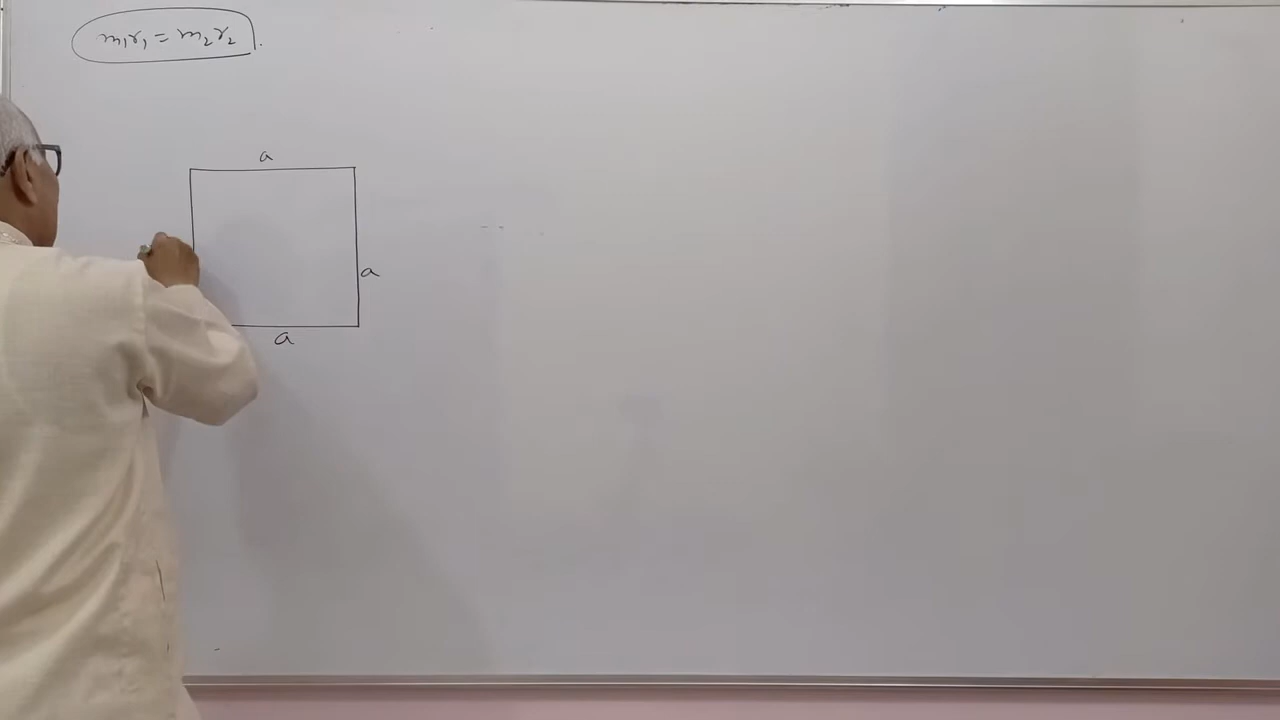 m₁r₁ = m₂r₂.
a
a
a